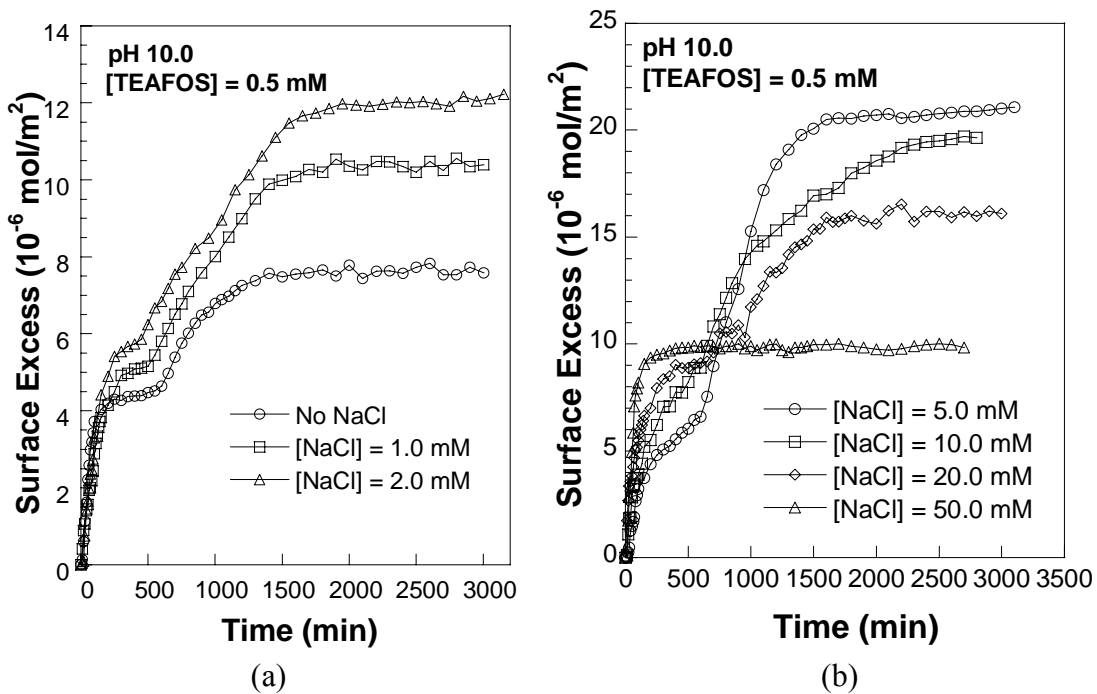 14
12
10
8
6
4
2
0
Surface Excess (10⁻⁶ mol/m²)
pH 10.0
[TEAFOS] = 0.5 mM
No NaCl
[NaCl] = 1.0 mM
[NaCl] = 2.0 mM
0 500 1000 1500 2000 2500 3000
Time (min)
(a)
25
20
15
10
5
0
Surface Excess (10⁻⁶ mol/m²)
pH 10.0
[TEAFOS] = 0.5 mM
[NaCl] = 5.0 mM
[NaCl] = 10.0 mM
[NaCl] = 20.0 mM
[NaCl] = 50.0 mM
0 500 1000 1500 2000 2500 3000 3500
Time (min)
(b)